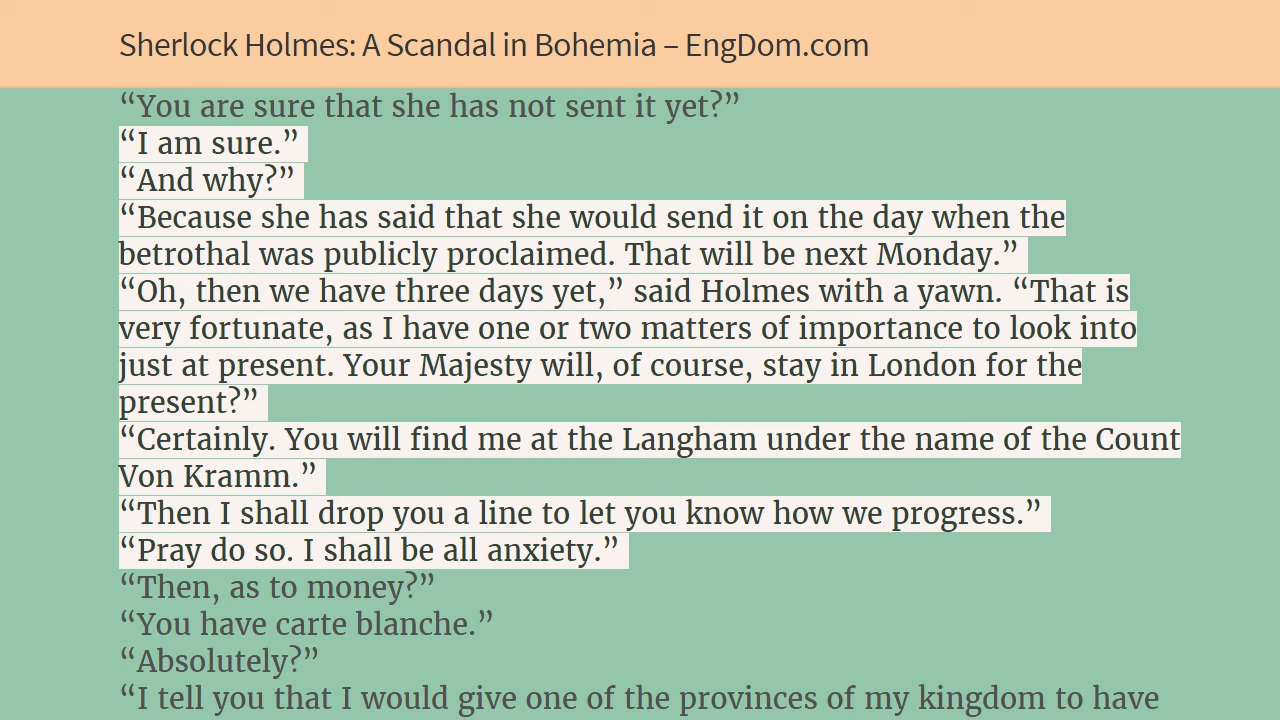 Sherlock Holmes: A Scandal in Bohemia – EngDom.com
“You are sure that she has not sent it yet?”
“I am sure.”
“And why?”
“Because she has said that she would send it on the day when the
betrothal was publicly proclaimed. That will be next Monday.”
“Oh, then we have three days yet,” said Holmes with a yawn. “That is
very fortunate, as I have one or two matters of importance to look into
just at present. Your Majesty will, of course, stay in London for the
present?”
“Certainly. You will find me at the Langham under the name of the Count
Von Kramm.”
“Then I shall drop you a line to let you know how we progress.”
“Pray do so. I shall be all anxiety.”
“Then, as to money?”
“You have carte blanche.”
“Absolutely?”
“I tell you that I would give one of the provinces of my kingdom to have